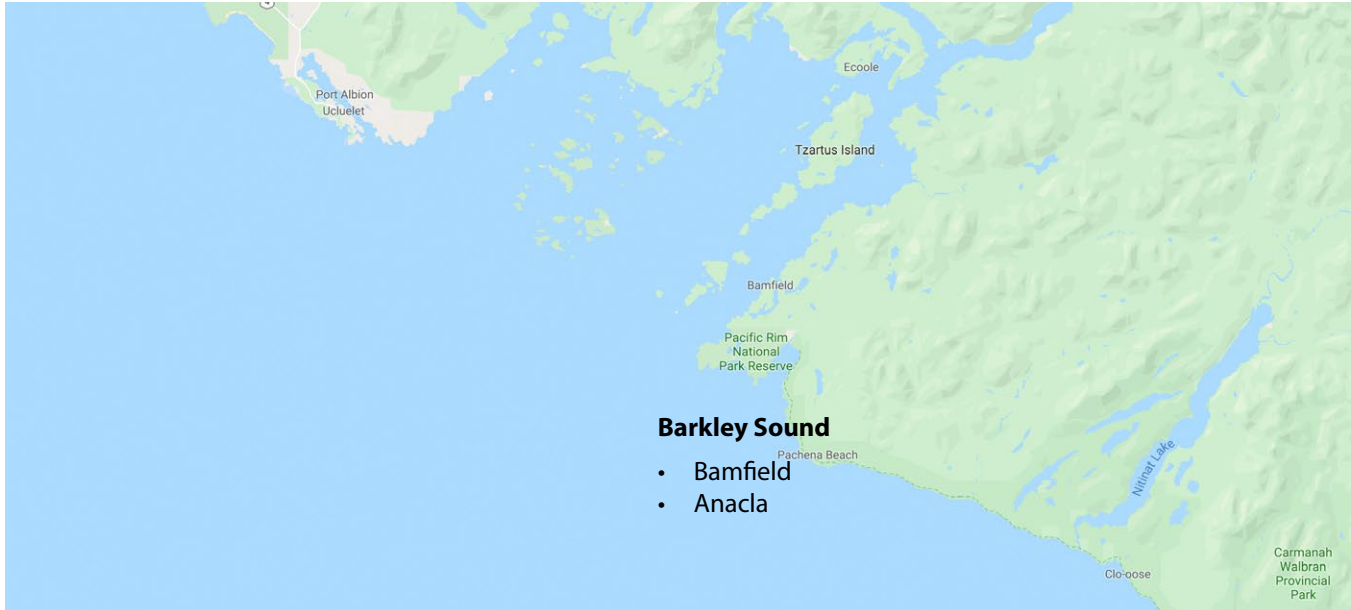 4
Port Albion
Ucluelet
Ecoole
Tzartus Island
Bamfield
Pacific Rim
National
Park Reserve
Barkley Sound
Pachena Beach
• Bamfield
• Anacla
Nitinat Lake
Clo-oose
Carmanah
Walbran
Provincial
Park